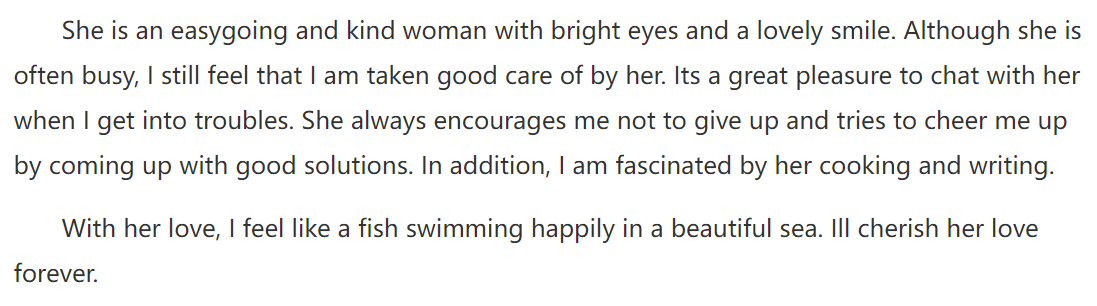 She is an easygoing and kind woman with bright eyes and a lovely smile. Although she is
often busy, I still feel that I am taken good care of by her. Its a great pleasure to chat with her
when I get into troubles. She always encourages me not to give up and tries to cheer me up
by coming up with good solutions. In addition, I am fascinated by her cooking and writing.
With her love, I feel like a fish swimming happily in a beautiful sea. Ill cherish her love
forever.